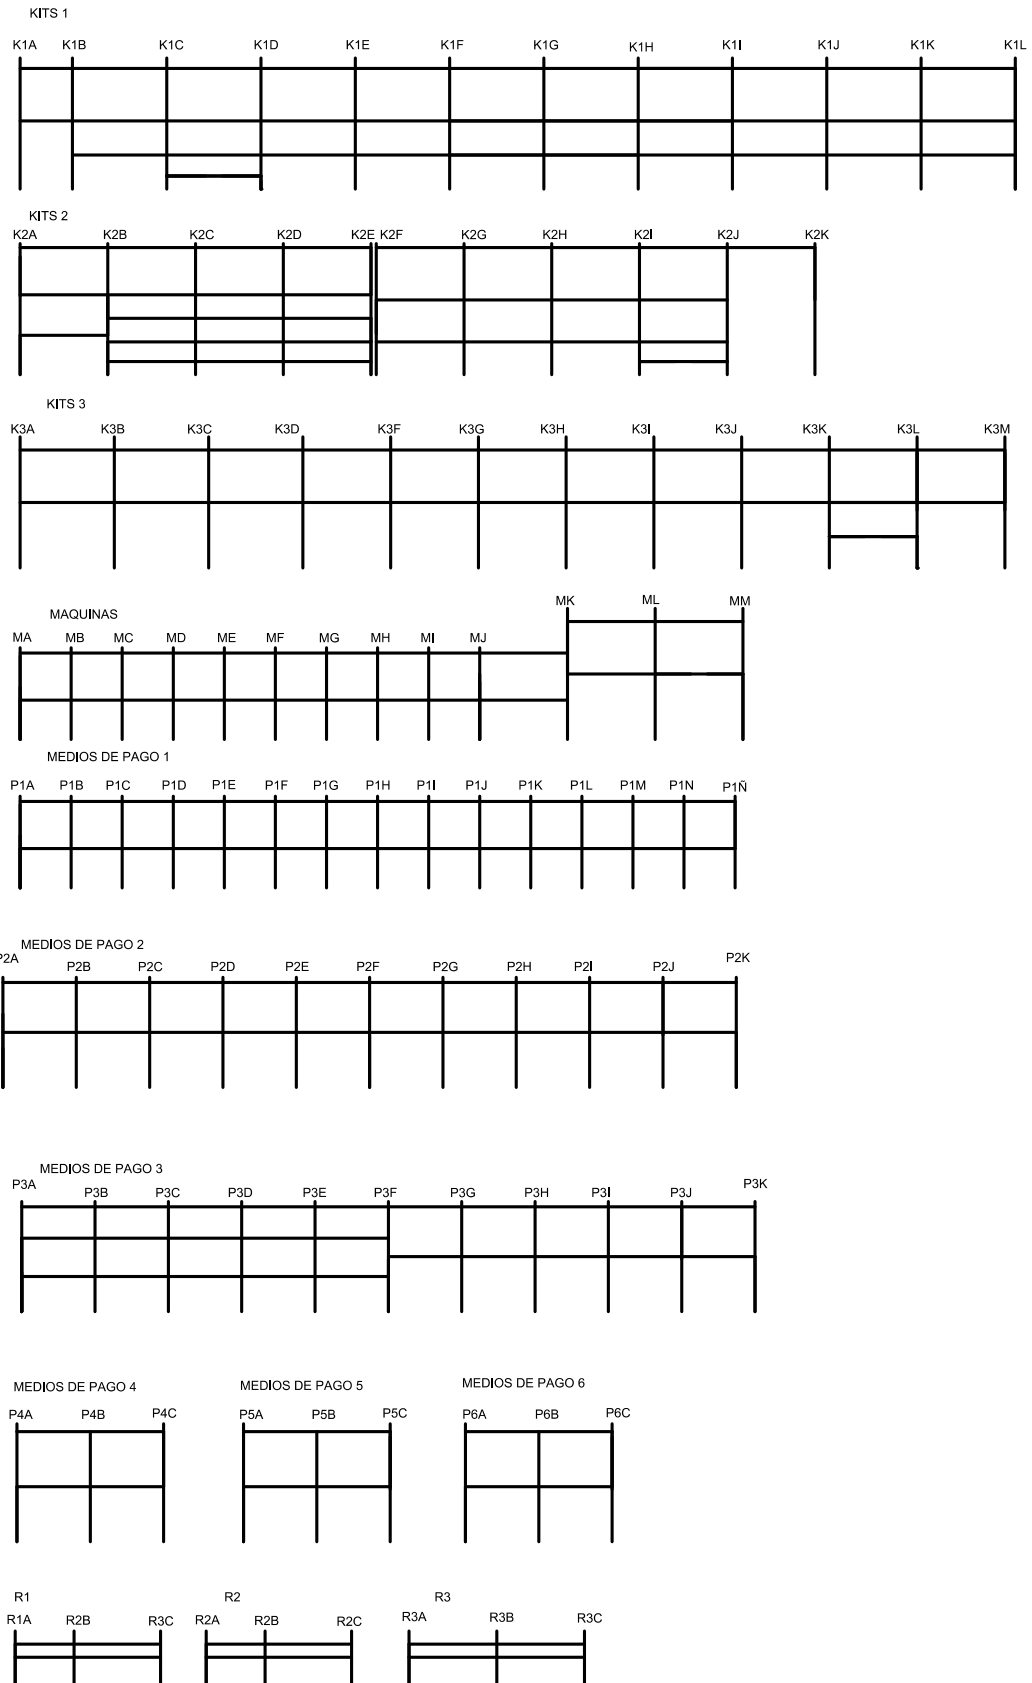 KITS 1
K1A K1B K1C K1D K1E K1F K1G K1H K1I K1J K1K K1L
KITS 2
K2A K2B K2C K2D K2E K2F K2G K2H K2I K2J K2K
KITS 3
K3A K3B K3C K3D K3F K3G K3H K3I K3J K3K K3L K3M
MK ML MM
MAQUINAS
MA MB MC MD ME MF MG MH MI MJ
MEDIOS DE PAGO 1
P1A P1B P1C P1D P1E P1F P1G P1H P1I P1J P1K P1L P1M P1N P1Ñ
MEDIOS DE PAGO 2
P2A P2B P2C P2D P2E P2F P2G P2H P2I P2J P2K
MEDIOS DE PAGO 3
P3A P3B P3C P3D P3E P3F P3G P3H P3I P3J P3K
MEDIOS DE PAGO 4 MEDIOS DE PAGO 5 MEDIOS DE PAGO 6
P4A P4B P4C P5A P5B P5C P6A P6B P6C
R1 R2 R3
R1A R2B R3C R2A R2B R2C R3A R3B R3C